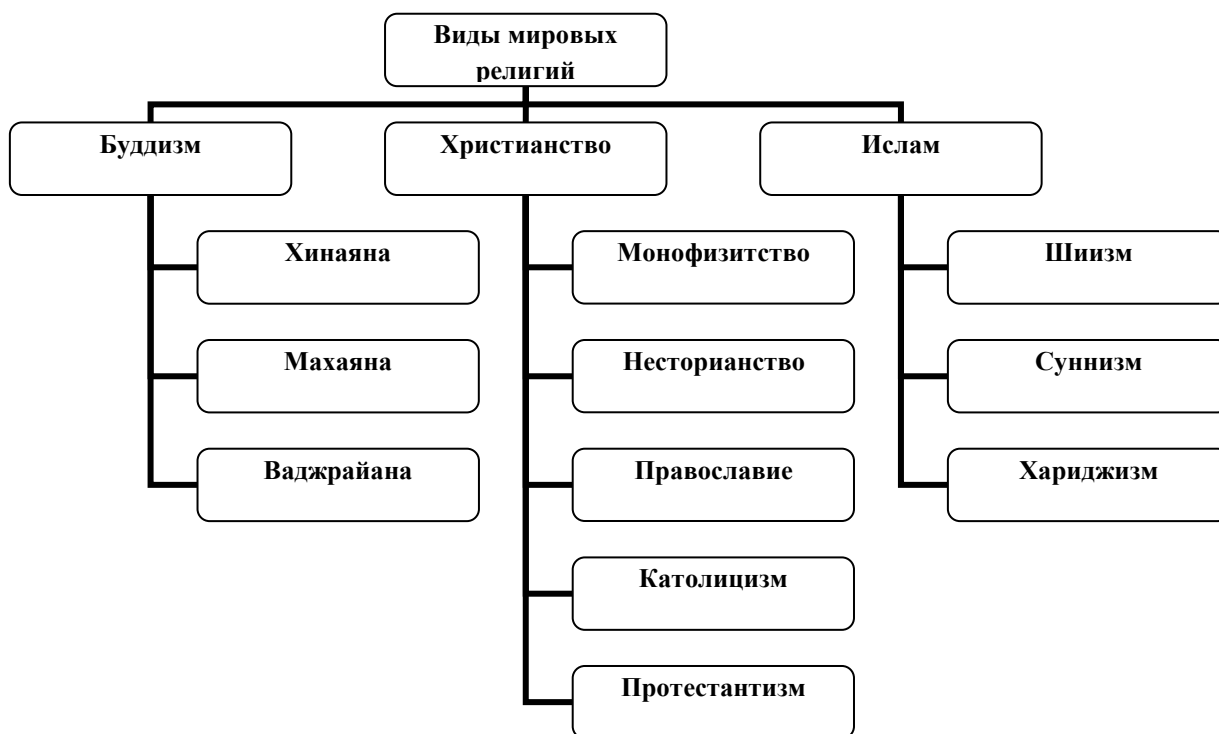 Виды мировых
религий
Буддизм
Христианство
Ислам
Хинаяна
Монофизитство
Шиизм
Махаяна
Несторианство
Суннизм
Ваджрайана
Православие
Хариджизм
Католицизм
Протестантизм